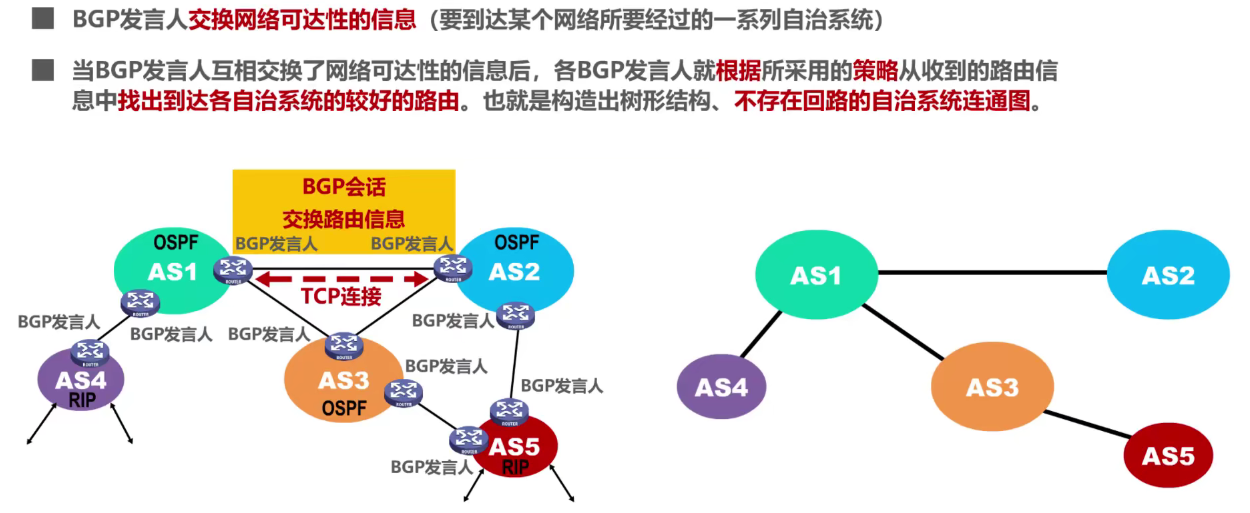 BGP发言人交换网络可达性的信息（要到达某个网络所要经过的一系列自治系统）
当BGP发言人互相交换了网络可达性的信息后，各BGP发言人就根据所采用的策略从收到的路由信
息中找出到达各自治系统的较好的路由。也就是构造出树形结构、不存在回路的自治系统连通图。
BGP会话
交换路由信息
OSPF
BGP发言人
BGP发言人
OSPF
AS1
ROUTER
ROUTER
AS2
TCP连接
ROUTER
BGP发言人
BGP发言人
BGP发言人
BGP发言人
ROUTER
ROUTER
ROUTER
AS4
RIP
AS3
OSPF
BGP发言人
ROUTER
BGP发言人
ROUTER
ROUTER
AS5
RIP
BGP发言人
AS1
AS2
AS4
AS3
AS5